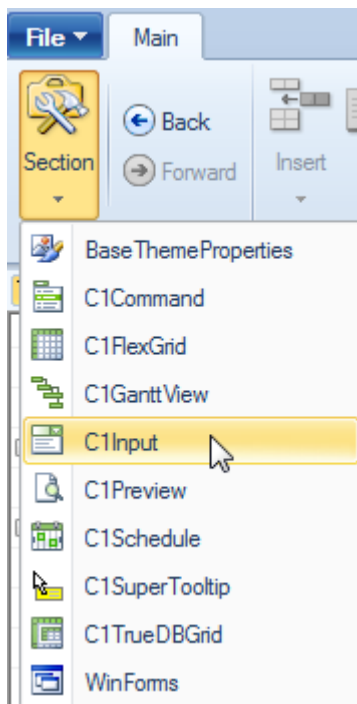 File Main
Section
Back
Forward
Insert
BaseThemeProperties
C1Command
C1FlexGrid
C1GanttView
C1Input
C1Preview
C1Schedule
C1SuperTooltip
C1TrueDBGrid
WinForms